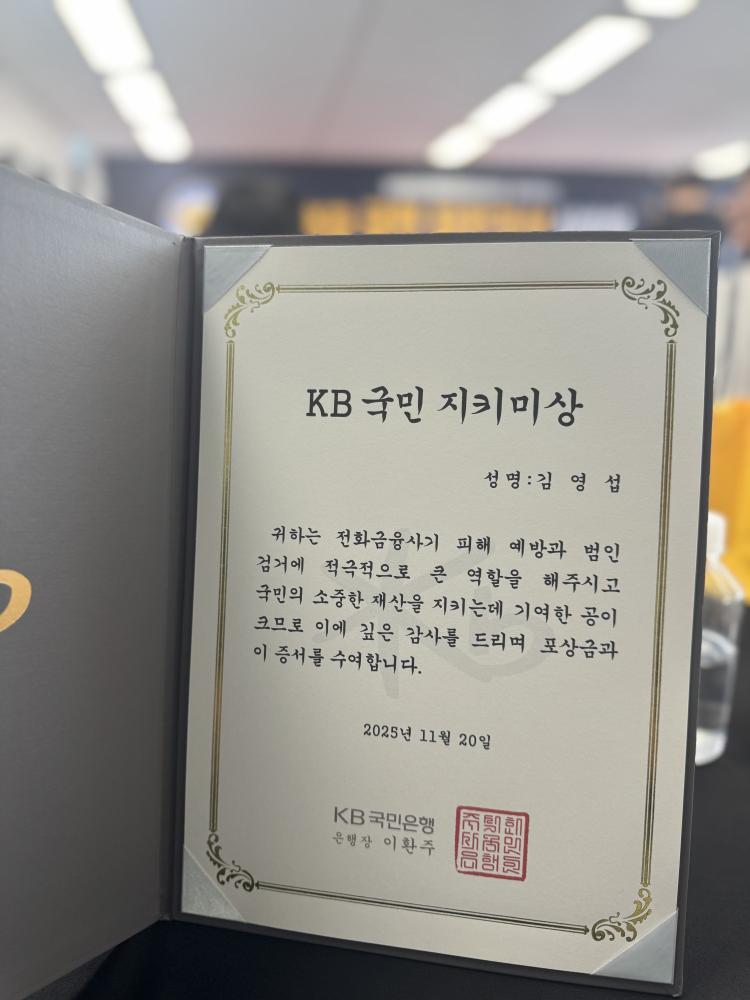 KB 국민 지키미상
성명:김 영 섭
귀하는 전화금융사기 피해 예방과 범인
검거에 적극적으로 큰 역할을 해주시고
국민의 소중한 재산을 지키는데 기여한 공이
크므로 이에 깊은 감사를 드리며 포상금과
이 증서를 수여합니다.
2025년 11월 20일
KB국민은행
은행장 이환주